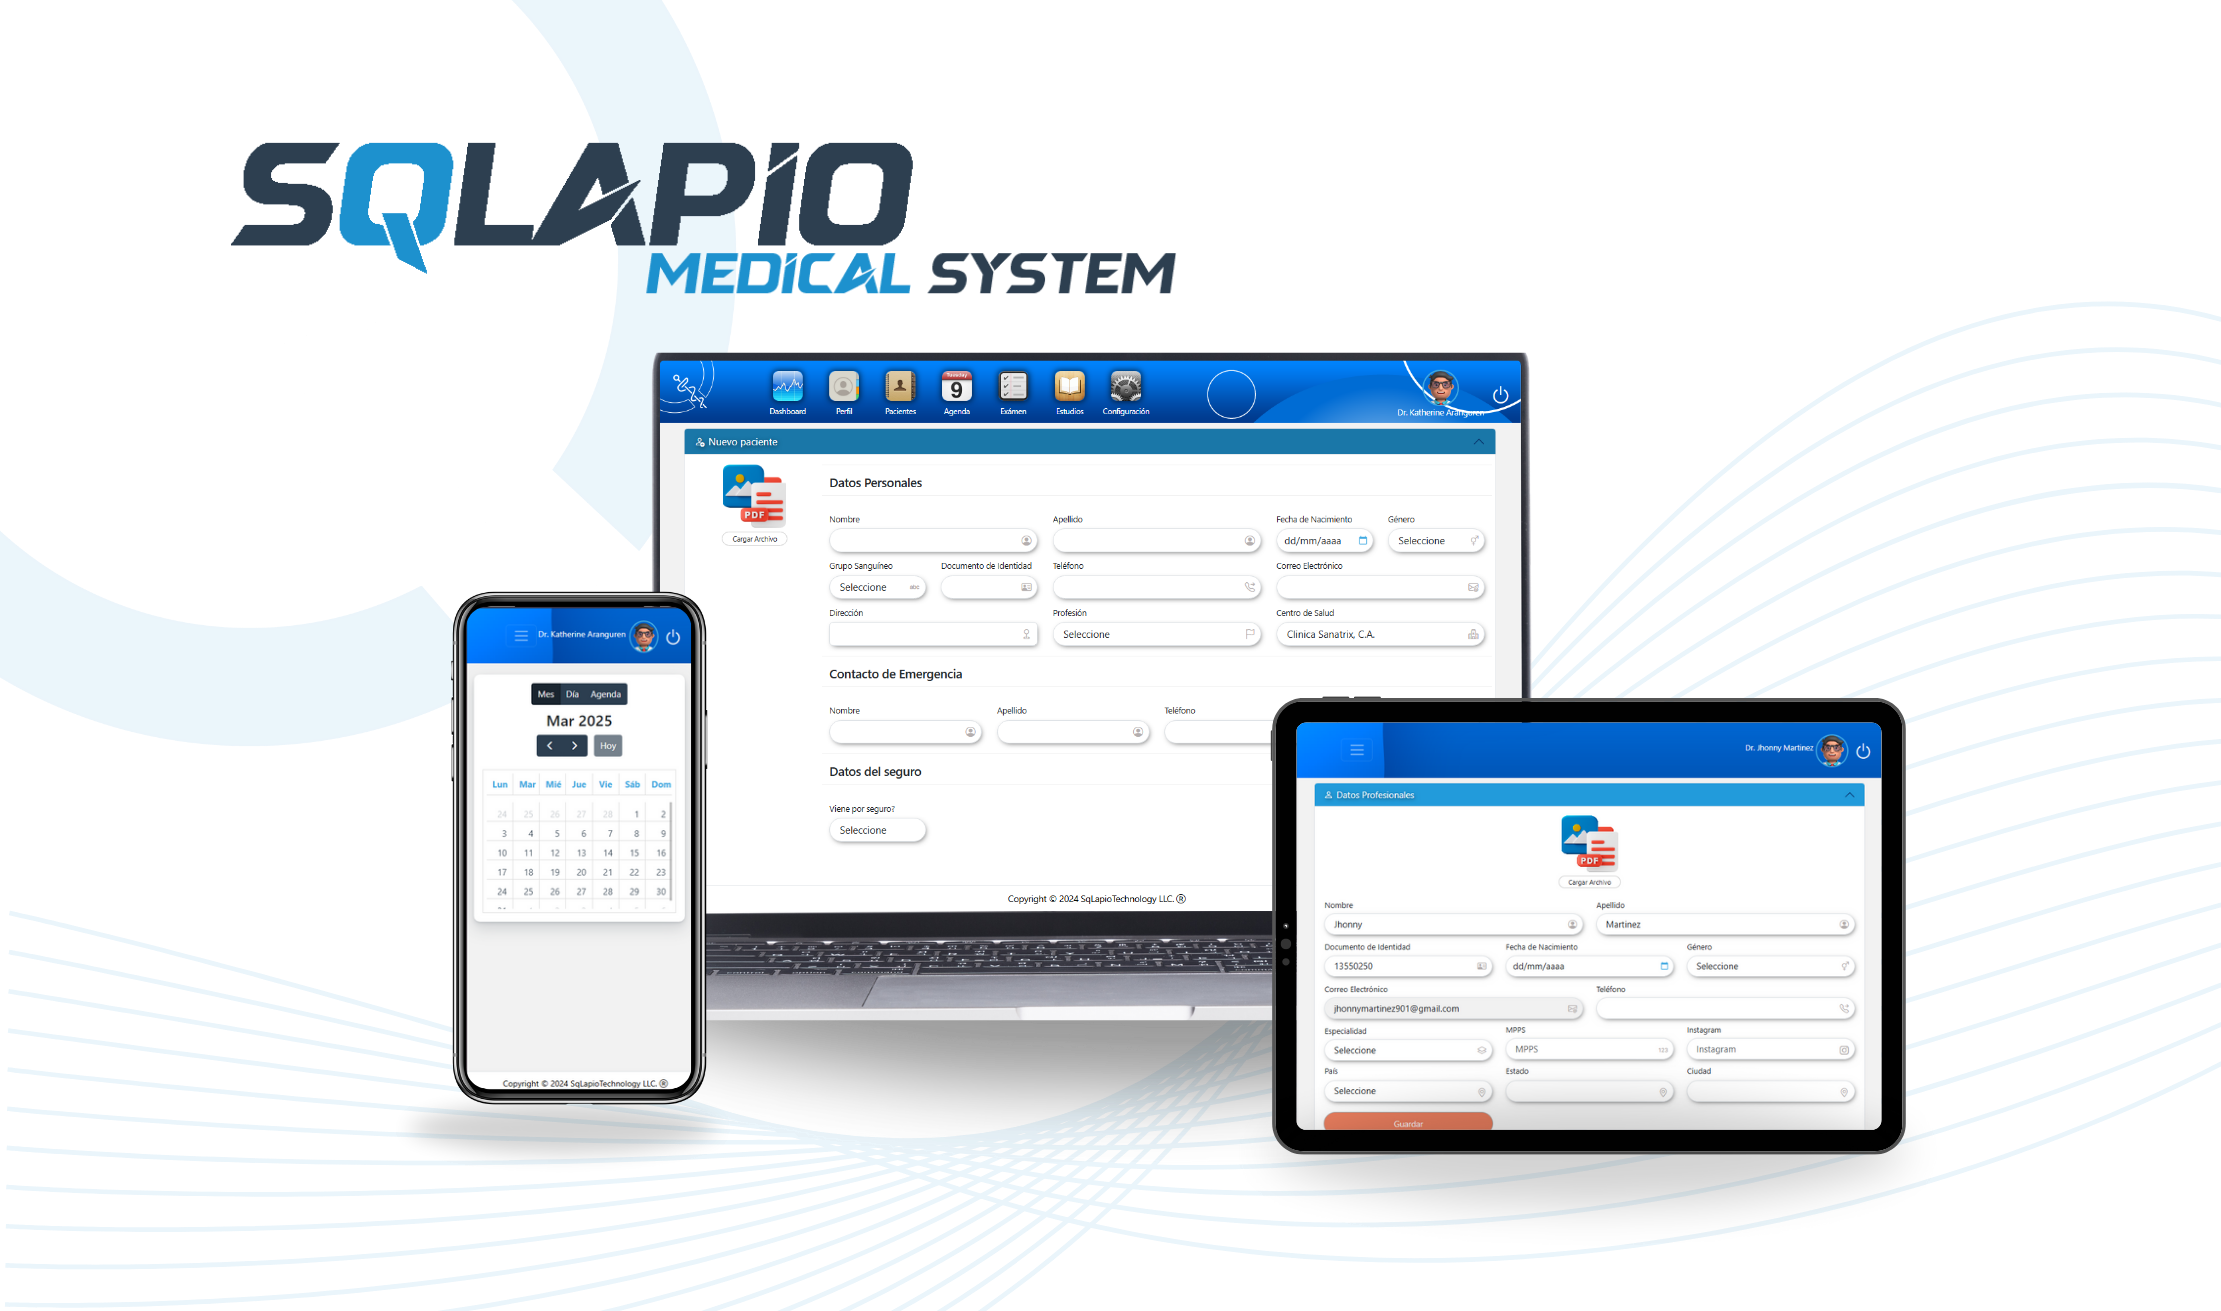 SQLAPIO
MEDICAL SYSTEM
Dashboard Perfil Pacientes Tuesday 9 Agenda Exámen Estudios Configuración Dr. Katherine Aranguren
Nuevo paciente
PDF
Cargar Archivo
Datos Personales
Nombre Apellido Fecha de Nacimiento Género
dd/mm/aaaa Seleccione
Grupo Sanguíneo Documento de Identidad Teléfono Correo Electrónico
Seleccione abc
Dirección Profesión Centro de Salud
Seleccione Clinica Sanatrix, C.A.
Contacto de Emergencia
Nombre Apellido Teléfono
Datos del seguro
Viene por seguro?
Seleccione
Copyright © 2024 SqLapioTechnology LLC. ®
Dr. Katherine Aranguren
Mes Día Agenda
Mar 2025
Hoy
Lun Mar Mié Jue Vie Sáb Dom
24 25 26 27 28 1 2
3 4 5 6 7 8 9
10 11 12 13 14 15 16
17 18 19 20 21 22 23
24 25 26 27 28 29 30
Copyright © 2024 SqLapioTechnology LLC. ®
Dr. Jhonny Martinez
Datos Profesionales
PDF
Cargar Archivo
Nombre Apellido
Jhonny Martinez
Documento de Identidad Fecha de Nacimiento Género
13550250 dd/mm/aaaa Seleccione
Correo Electrónico Teléfono
jhonnymartinez901@gmail.com
Especialidad MPPS Instagram
Seleccione MPPS 123 Instagram
País Estado Ciudad
Seleccione
Guardar